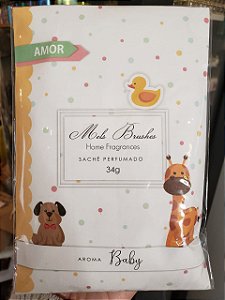 AMOR
Mels Brushes
Home Fragrances
SACHÊ PERFUMADO
34g
AROMA Baby